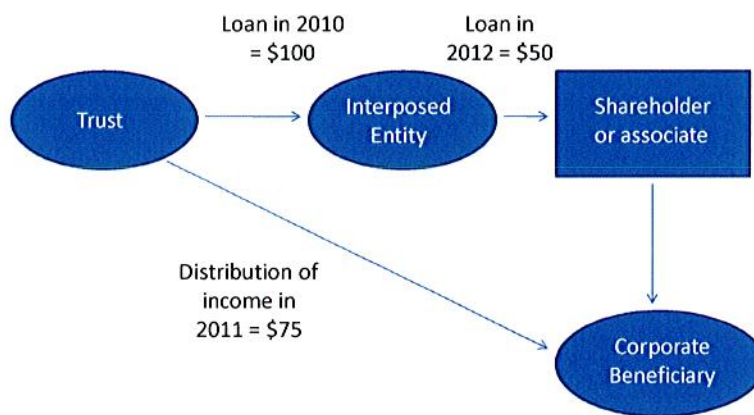 Loan in 2010
= $100
Loan in
2012 = $50
Trust
Interposed
Entity
Shareholder
or associate
Distribution of
income in
2011 = $75
Corporate
Beneficiary